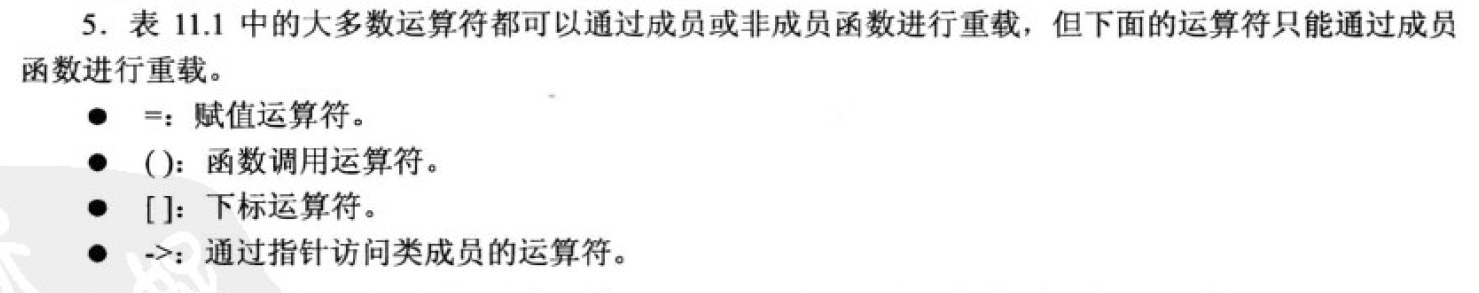 5. 表 11.1 中的大多数运算符都可以通过成员或非成员函数进行重载，但下面的运算符只能通过成员
函数进行重载。
● =：赋值运算符。
● ( )：函数调用运算符。
● [ ]：下标运算符。
● ->：通过指针访问类成员的运算符。